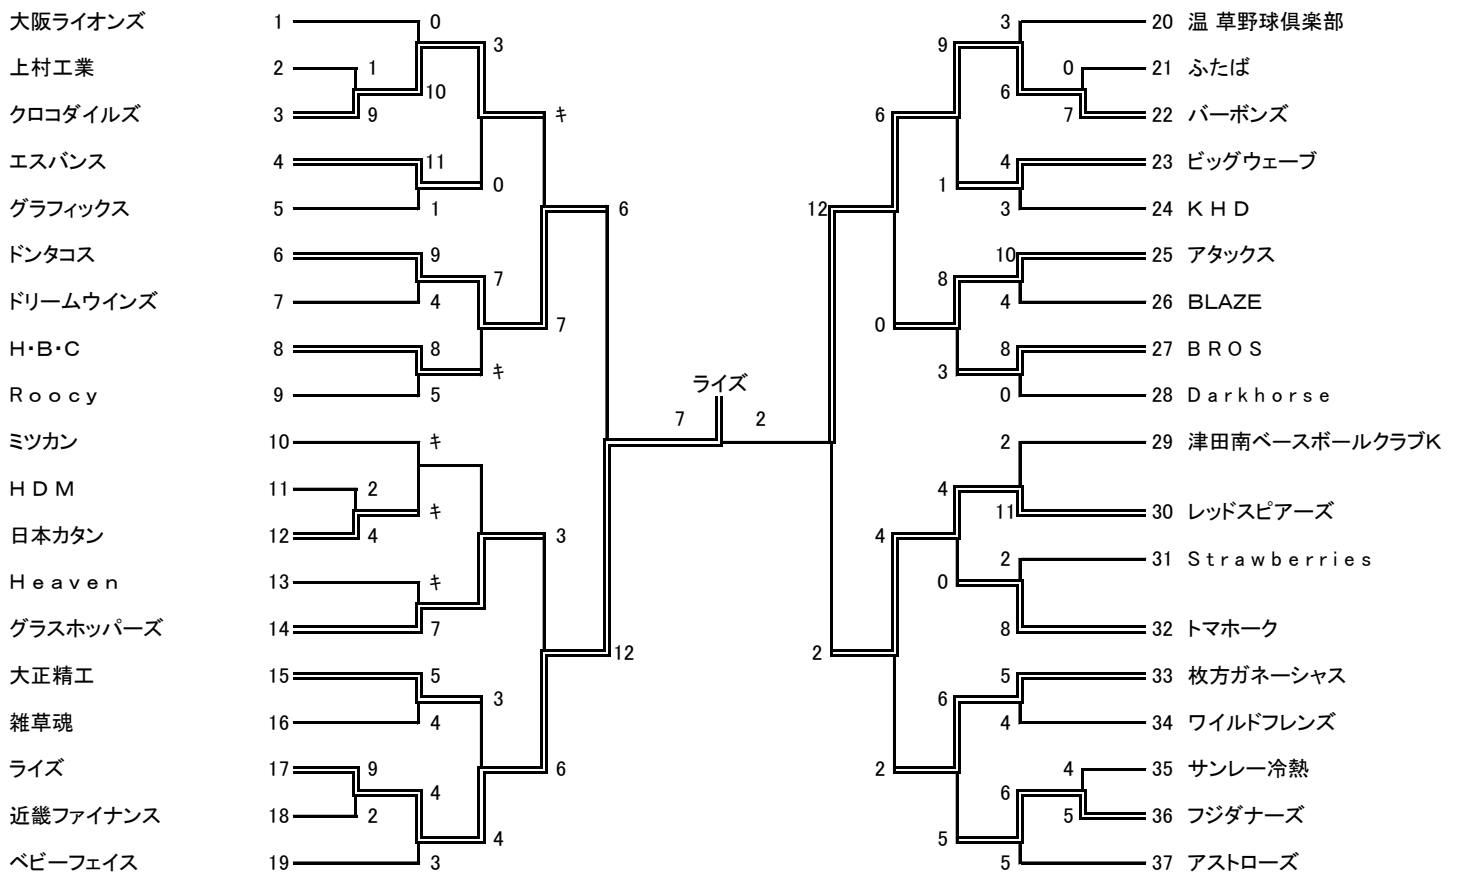 大阪ライオンズ 1 0 3 20 温 草野球倶楽部
3 9
上村工業 2 1 0 21 ふたば
10 6
クロコダイルズ 3 9 キ 6 7 22 バーボンズ
エスバンス 4 11 4 23 ビッグウェーブ
0 1
グラフィックス 5 1 6 12 3 24 KHD
ドンタコス 6 9 10 25 アタックス
7 8
ドリームウインズ 7 4 4 26 BLAZE
7 0
H・B・C 8 8 8 27 BROS
キ 3
ライズ
Roocy 9 5 0 28 Darkhorse
7 2
ミツカン 10 キ 2 29 津田南ベースボールクラブK
HDM 11 2 4
キ 11 30 レッドスピアーズ
日本カタン 12 4 3 4
2 31 Strawberries
Heaven 13 キ 0
グラスホッパーズ 14 7 8 32 トマホーク
12 2
大正精工 15 5 5 33 枚方ガネーシャス
3 6
雑草魂 16 4 4 34 ワイルドフレンズ
ライズ 17 9 6 2 4 35 サンレー冷熱
4 6
近畿ファイナンス 18 2 5 36 フジダナーズ
4 5
ベビーフェイス 19 3 5 37 アストローズ